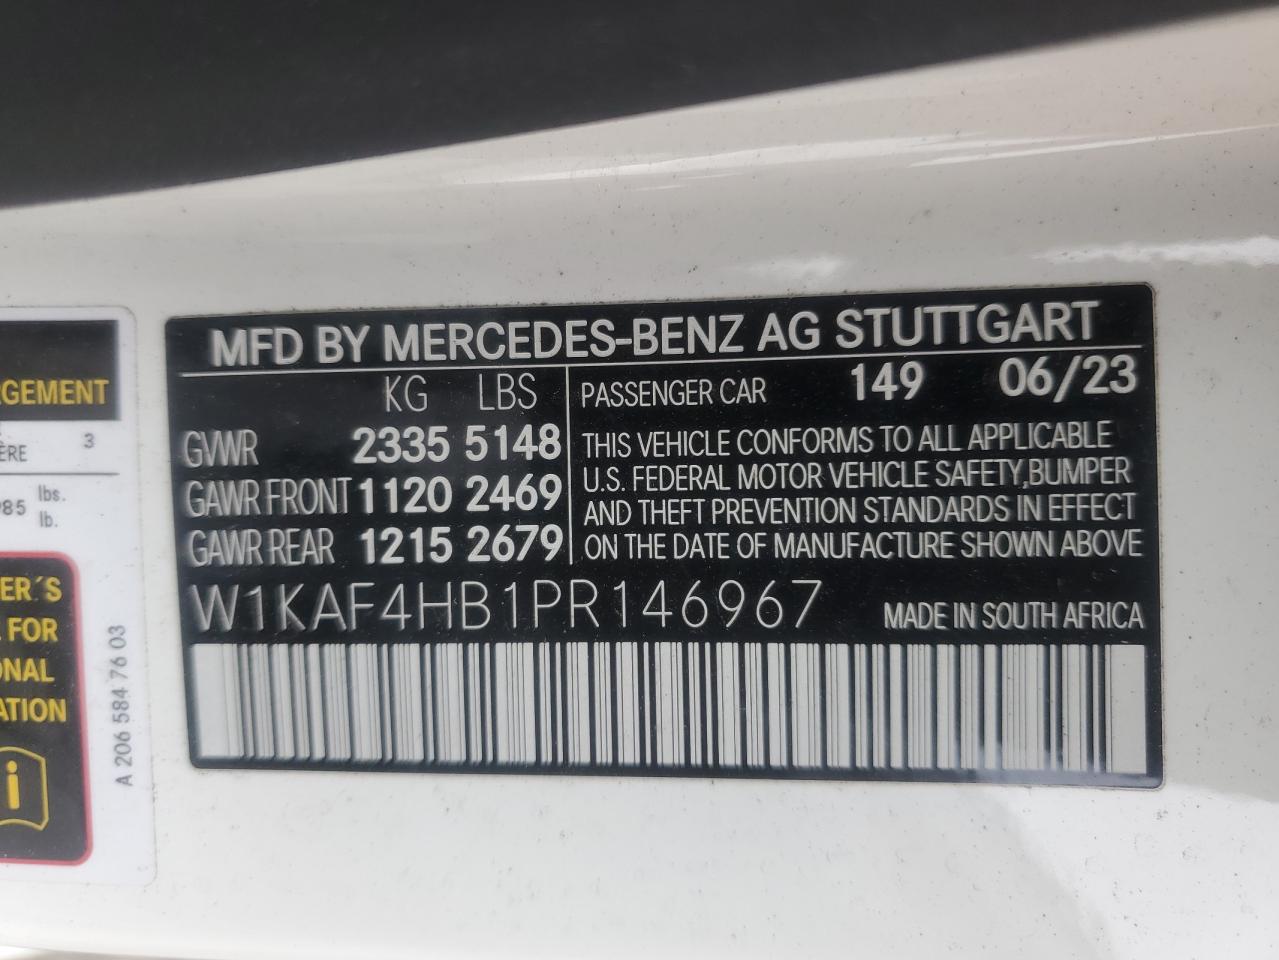 MFD BY MERCEDES-BENZ AG STUTTGART
KG LBS
GVWR 2335 5148
GAWR FRONT 1120 2469
GAWR REAR 1215 2679
PASSENGER CAR 149 06/23
THIS VEHICLE CONFORMS TO ALL APPLICABLE
U.S. FEDERAL MOTOR VEHICLE SAFETY,BUMPER
AND THEFT PREVENTION STANDARDS IN EFFECT
ON THE DATE OF MANUFACTURE SHOWN ABOVE
W1KAF4HB1PR146967 MADE IN SOUTH AFRICA
GEMENT
ÈRE 3
985 lbs.
lb.
ER´S
FOR
ONAL
ATION
i
A 206 584 76 03